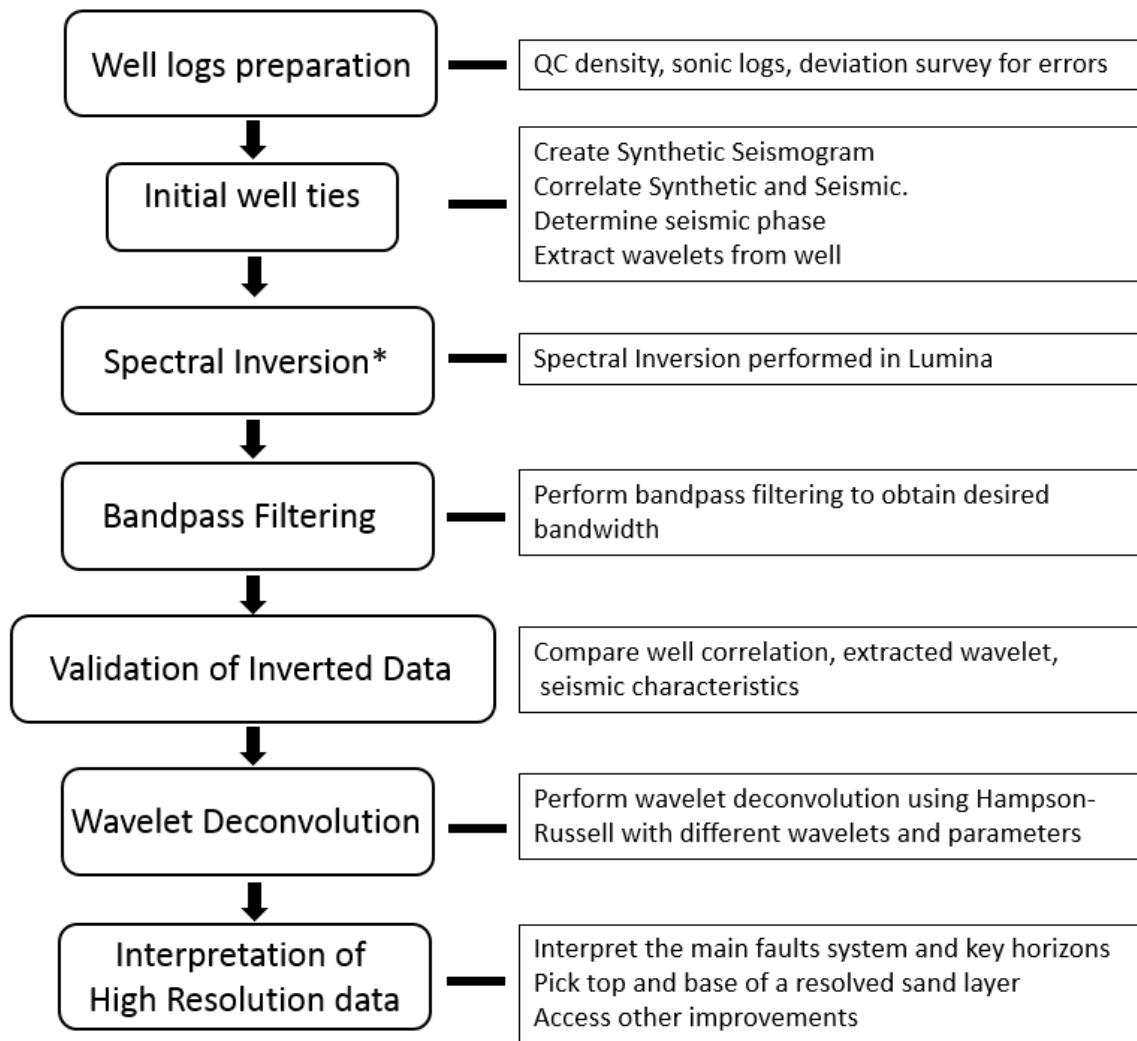 Well logs preparation
QC density, sonic logs, deviation survey for errors
Initial well ties
Create Synthetic Seismogram
Correlate Synthetic and Seismic.
Determine seismic phase
Extract wavelets from well
Spectral Inversion*
Spectral Inversion performed in Lumina
Bandpass Filtering
Perform bandpass filtering to obtain desired
bandwidth
Validation of Inverted Data
Compare well correlation, extracted wavelet,
seismic characteristics
Wavelet Deconvolution
Perform wavelet deconvolution using Hampson-
Russell with different wavelets and parameters
Interpretation of
High Resolution data
Interpret the main faults system and key horizons
Pick top and base of a resolved sand layer
Access other improvements